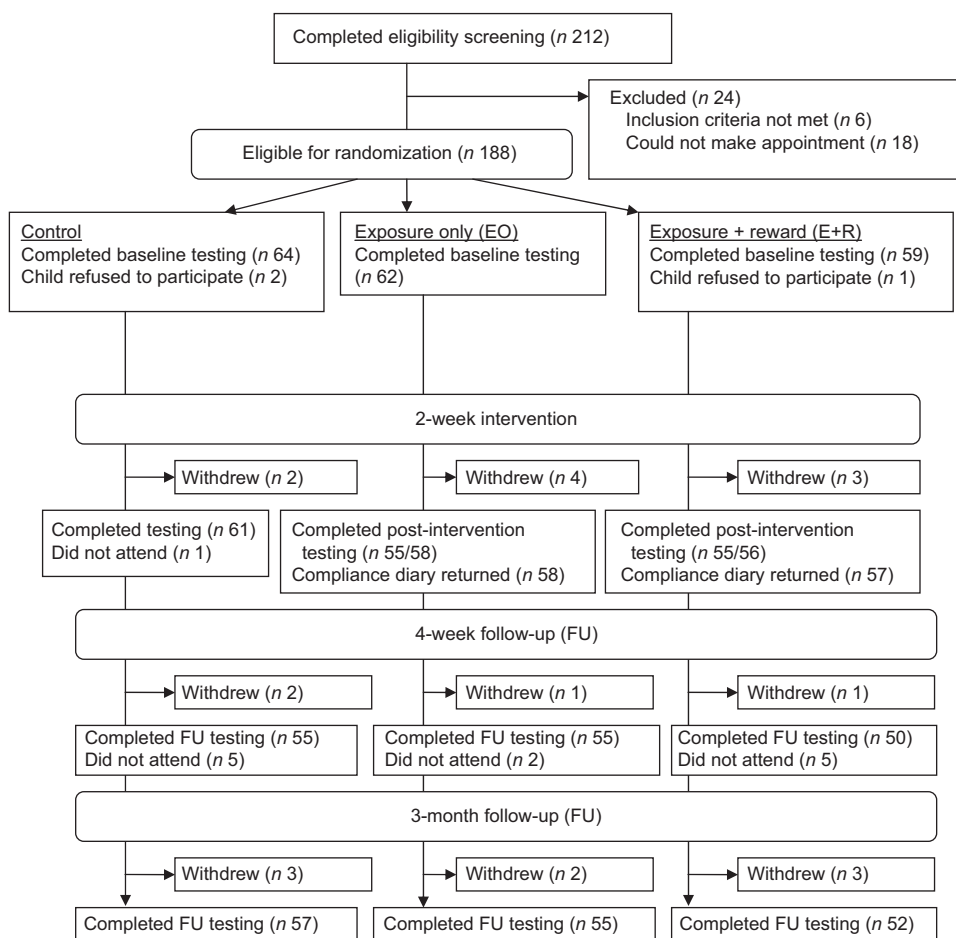 Completed eligibility screening (n 212)
Excluded (n 24)
Inclusion criteria not met (n 6)
Could not make appointment (n 18)
Eligible for randomization (n 188)
Control
Completed baseline testing (n 64)
Child refused to participate (n 2)
Exposure only (EO)
Completed baseline testing
(n 62)
Exposure + reward (E+R)
Completed baseline testing (n 59)
Child refused to participate (n 1)
2-week intervention
Withdrew (n 2)
Withdrew (n 4)
Withdrew (n 3)
Completed testing (n 61)
Did not attend (n 1)
Completed post-intervention
testing (n 55/58)
Compliance diary returned (n 58)
Completed post-intervention
testing (n 55/56)
Compliance diary returned (n 57)
4-week follow-up (FU)
Withdrew (n 2)
Withdrew (n 1)
Withdrew (n 1)
Completed FU testing (n 55)
Did not attend (n 5)
Completed FU testing (n 55)
Did not attend (n 2)
Completed FU testing (n 50)
Did not attend (n 5)
3-month follow-up (FU)
Withdrew (n 3)
Withdrew (n 2)
Withdrew (n 3)
Completed FU testing (n 57)
Completed FU testing (n 55)
Completed FU testing (n 52)